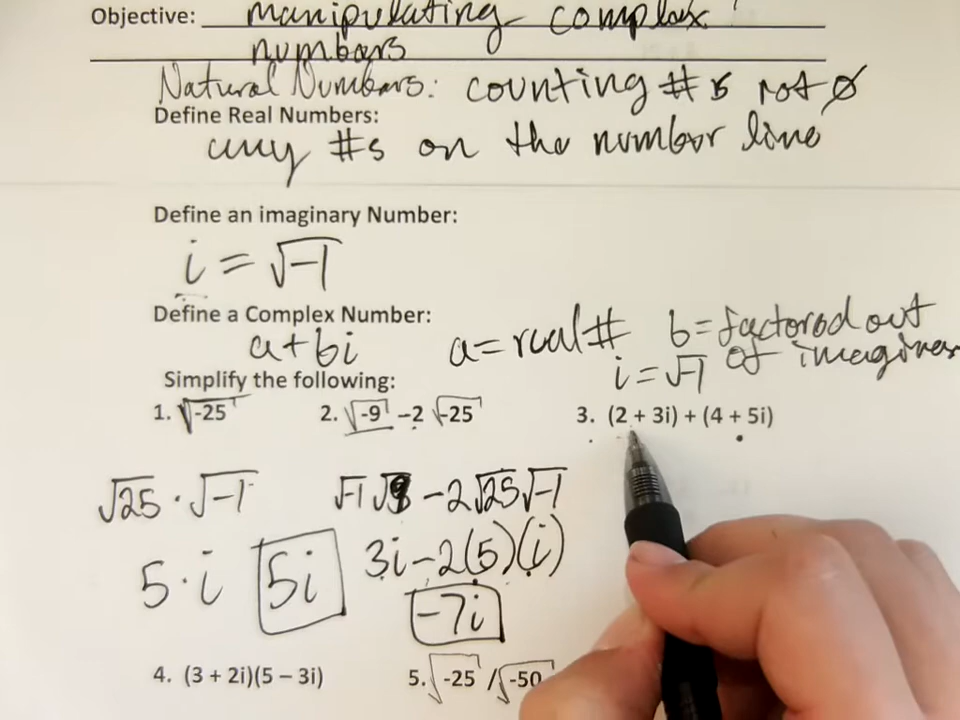 Objective: manipulating complex
numbers
Natural Numbers: counting #s not 0
Define Real Numbers:
any #s on the number line
Define an imaginary Number:
i = √-1
Define a Complex Number:
a+bi a=real# b=factored out
i=√-1 of imaginary
Simplify the following:
1. √-25 2. √-9 -2√-25 3. (2 + 3i) + (4 + 5i)
√25 · √-1 √-1√9 -2√25√-1
5·i 5i 3i-2(5)(i)
-7i
4. (3 + 2i)(5 – 3i) 5. √-25 /√-50